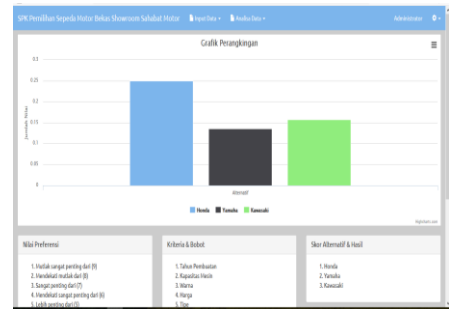 SPK Pemilihan Sepeda Motor Bekas Showroom Sahabat Motor Input Data Analisa Data Administrator
Grafik Perangkingan
0.3
0.25
0.2
0.15
0.1
0.05
0
Jumlah Nilai
Alternatif
Honda Yamaha Kawasaki
Highcharts.com
Nilai Preferensi
1. Mutlak sangat penting dari (9)
2. Mendekati mutlak dari (8)
3. Sangat penting dari (7)
4. Mendekati sangat penting dari (6)
5. Lebih penting dari (5)
Kriteria & Bobot
1. Tahun Pembuatan
2. Kapasitas Mesin
3. Warna
4. Harga
5. Tipe
Skor Alternatif & Hasil
1. Honda
2. Yamaha
3. Kawasaki